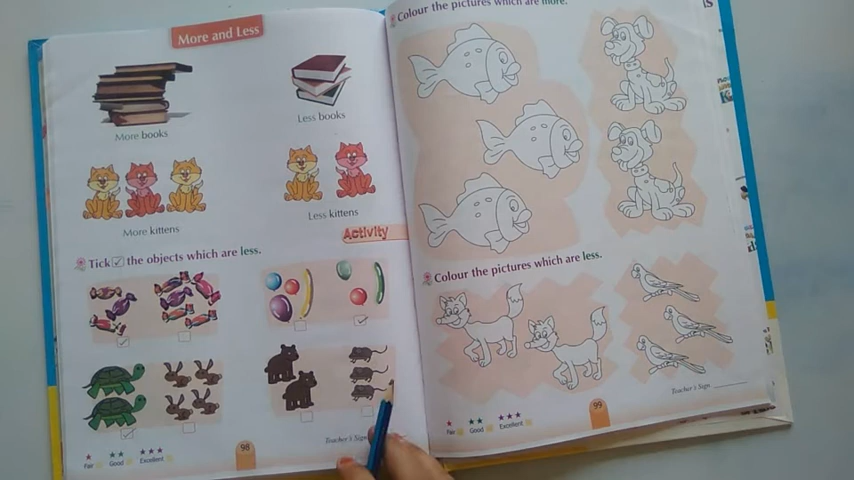 More and Less
More books
Less books
More kittens
Less kittens
Activity
Tick ☑ the objects which are less.
Teacher's Sign
Fair Good Excellent
98
Colour the pictures which are more.
Colour the pictures which are less.
Teacher's Sign
Fair Good Excellent
99